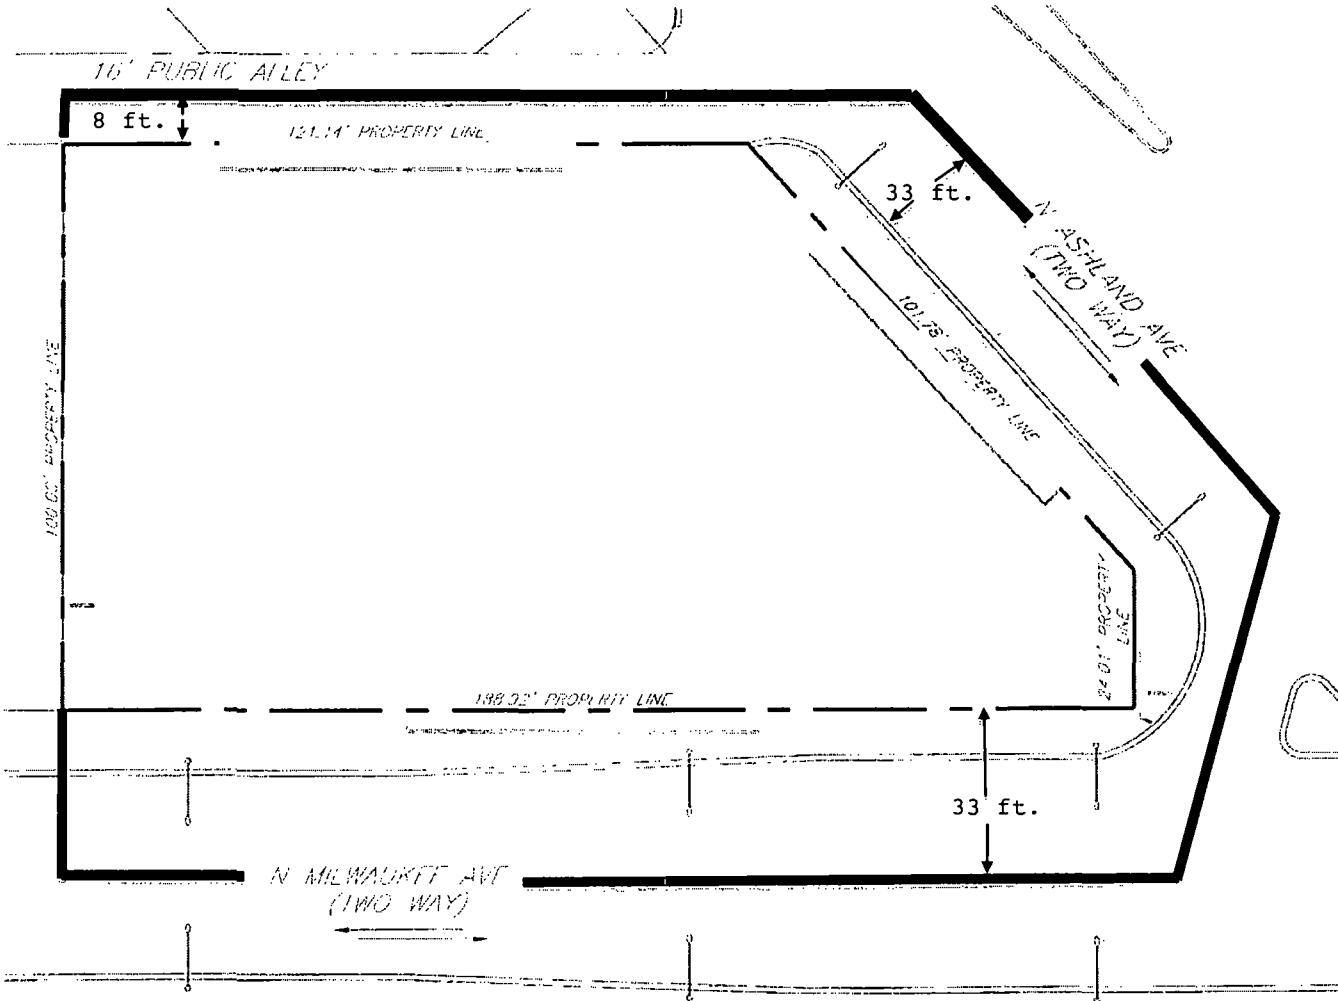 16' PUBLIC ALLEY
8 ft.
121.14' PROPERTY LINE
33 ft.
N ASHLAND AVE
(TWO WAY)
101.78' PROPERTY LINE
100.00' PROPERTY LINE
24.01' PROPERTY
LINE
188.32' PROPERTY LINE
33 ft.
N MILWAUKEE AVE
(TWO WAY)